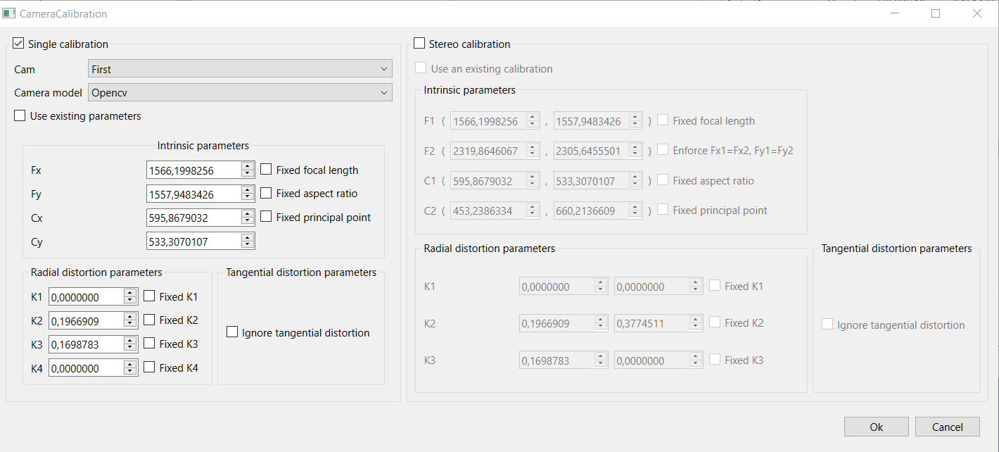 CameraCalibration
Single calibration
Cam First
Camera model Opencv
Use existing parameters
Intrinsic parameters
Fx 1566,1998256 Fixed focal length
Fy 1557,9483426 Fixed aspect ratio
Cx 595,8679032 Fixed principal point
Cy 533,3070107
Radial distortion parameters
K1 0,0000000 Fixed K1
K2 0,1966909 Fixed K2
K3 0,1698783 Fixed K3
K4 0,0000000 Fixed K4
Tangential distortion parameters
Ignore tangential distortion
Stereo calibration
Use an existing calibration
Intrinsic parameters
F1 ( 1566,1998256 , 1557,9483426 ) Fixed focal length
F2 ( 2319,8646067 , 2305,6455501 ) Enforce Fx1=Fx2, Fy1=Fy2
C1 ( 595,8679032 , 533,3070107 ) Fixed aspect ratio
C2 ( 453,2386334 , 660,2136609 ) Fixed principal point
Radial distortion parameters
K1 0,0000000 0,0000000 Fixed K1
K2 0,1966909 0,3774511 Fixed K2
K3 0,1698783 0,0000000 Fixed K3
Tangential distortion parameters
Ignore tangential distortion
Ok Cancel